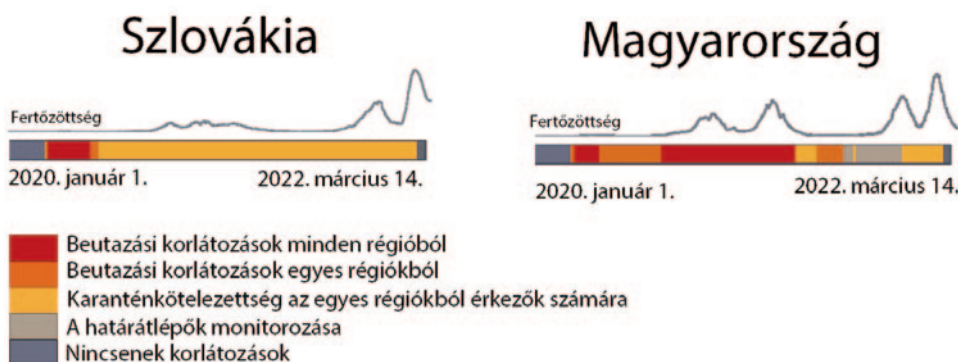 Szlovákia
Fertőzöttség
2020. január 1.
2022. március 14.
Magyarország
Fertőzöttség
2020. január 1.
2022. március 14.
Beutazási korlátozások minden régióból
Beutazási korlátozások egyes régiókból
Karanténkötelezettség az egyes régiókból érkezők számára
A határátlépők monitorozása
Nincsenek korlátozások